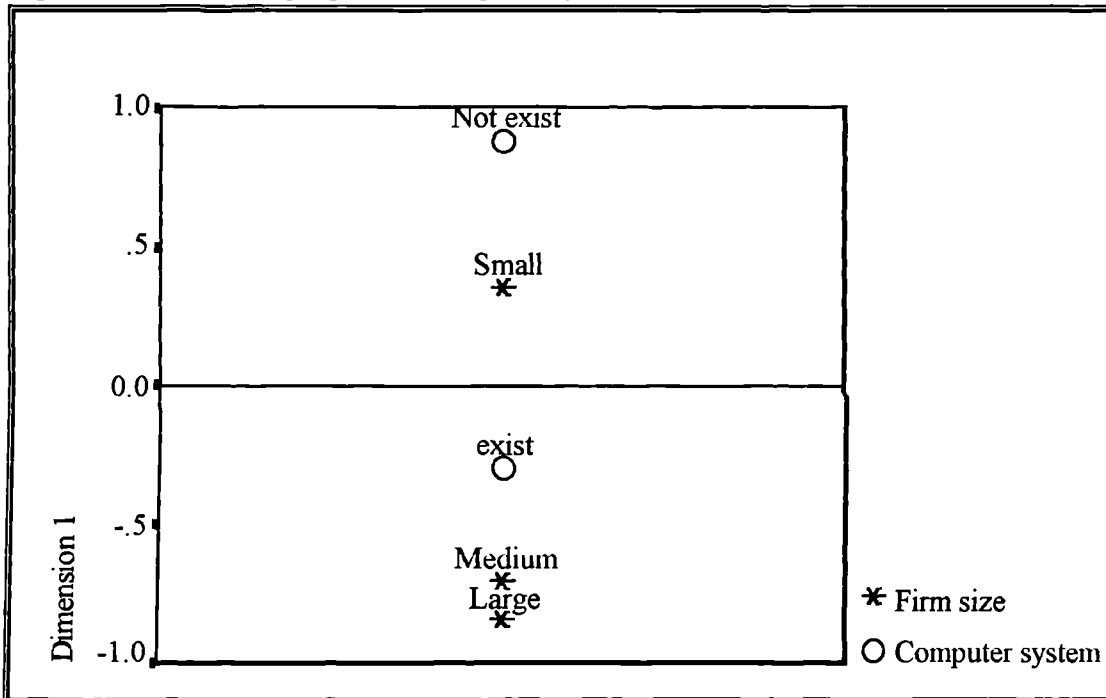 1.0
Not exist
.5
Small
0.0
exist
-.5
Medium
Large
-1.0
Dimension 1
Firm size
Computer system